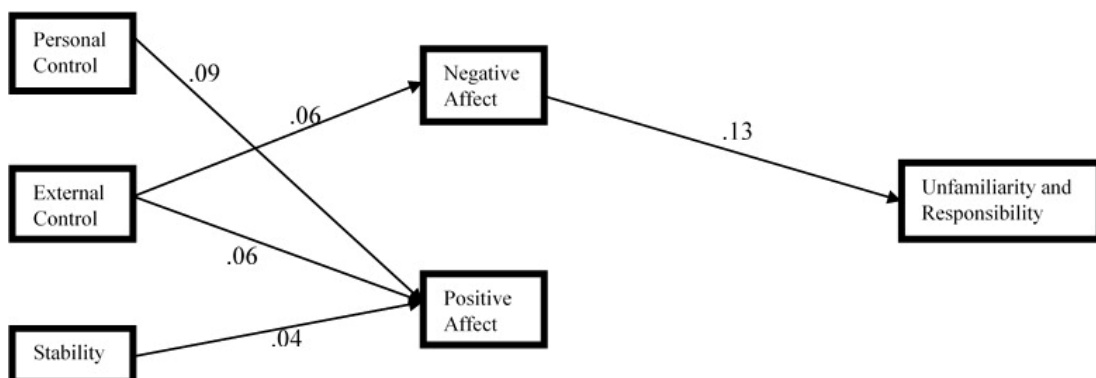 Personal
Control
.09
Negative
Affect
.06
.13
External
Control
Unfamiliarity and
Responsibility
.06
Positive
Affect
.04
Stability